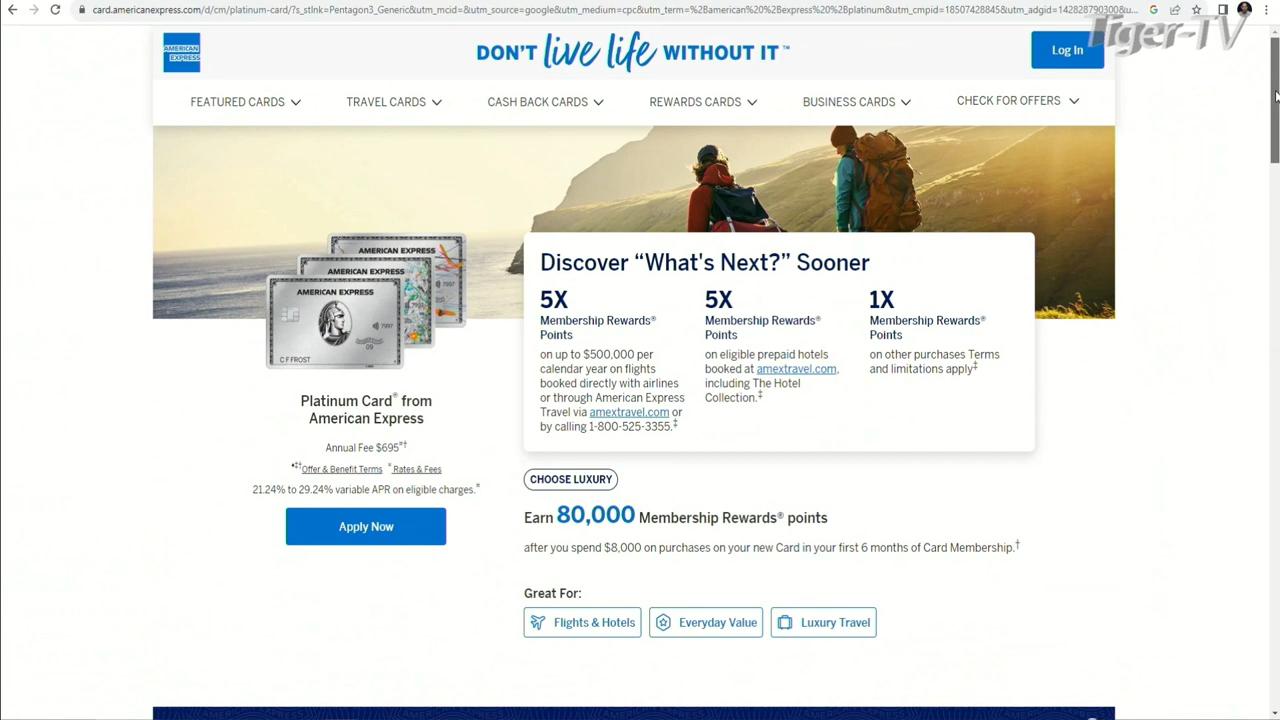 card.americanexpress.com/d/cm/platinum-card/?s_stlnk=Pentagon3_Generic&utm_mcid=&utm_source=google&utm_medium=cpc&utm_term=%2Bamerican%20%2Bexpress%20%2Bplatinum&utm_cmpid=18507428845&utm_adgid=142828790300&u...
Tiger-TV
AMERICAN
EXPRESS
DON'T live life WITHOUT IT™
Log In
FEATURED CARDS
TRAVEL CARDS
CASH BACK CARDS
REWARDS CARDS
BUSINESS CARDS
CHECK FOR OFFERS
AMERICAN EXPRESS
AMERICAN EXPRESS
AMERICAN EXPRESS
7997
7997
7997
09
C F FROST
Platinum Card® from
American Express
Annual Fee $695¤†
♦‡†Offer & Benefit Terms ¤Rates & Fees
21.24% to 29.24% variable APR on eligible charges.¤
Apply Now
Discover “What's Next?” Sooner
5X
Membership Rewards®
Points
on up to $500,000 per
calendar year on flights
booked directly with airlines
or through American Express
Travel via amextravel.com or
by calling 1-800-525-3355.‡
5X
Membership Rewards®
Points
on eligible prepaid hotels
booked at amextravel.com,
including The Hotel
Collection.‡
1X
Membership Rewards®
Points
on other purchases Terms
and limitations apply‡
CHOOSE LUXURY
Earn 80,000 Membership Rewards® points
after you spend $8,000 on purchases on your new Card in your first 6 months of Card Membership.†
Great For:
Flights & Hotels
Everyday Value
Luxury Travel